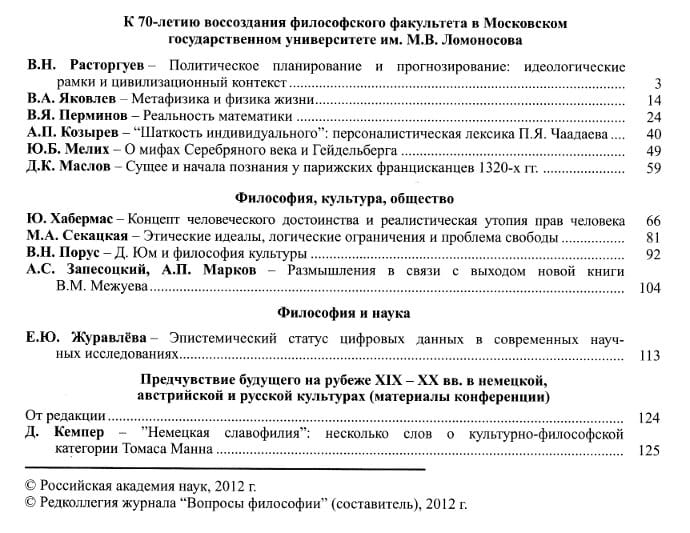 К 70-летию воссоздания философского факультета в Московском
государственном университете им. М.В. Ломоносова
В.Н. Расторгуев – Политическое планирование и прогнозирование: идеологические
рамки и цивилизационный контекст 3
В.А. Яковлев – Метафизика и физика жизни 14
В.Я. Перминов – Реальность математики 24
А.П. Козырев – “Шаткость индивидуального”: персоналистическая лексика П.Я. Чаадаева 40
Ю.Б. Мелих – О мифах Серебряного века и Гейдельберга 49
Д.К. Маслов – Сущее и начала познания у парижских францисканцев 1320-х гг. 59
Философия, культура, общество
Ю. Хабермас – Концепт человеческого достоинства и реалистическая утопия прав человека 66
М.А. Секацкая – Этические идеалы, логические ограничения и проблема свободы 81
В.Н. Порус – Д. Юм и философия культуры 92
А.С. Запесоцкий, А.П. Марков – Размышления в связи с выходом новой книги
В.М. Межуева 104
Философия и наука
Е.Ю. Журавлёва – Эпистемический статус цифровых данных в современных науч-
ных исследованиях 113
Предчувствие будущего на рубеже XIX – XX вв. в немецкой,
австрийской и русской культурах (материалы конференции)
От редакции 124
Д. Кемпер – ”Немецкая славофилия”: несколько слов о культурно-философской
категории Томаса Манна 125
© Российская академия наук, 2012 г.
© Редколлегия журнала “Вопросы философии” (составитель), 2012 г.